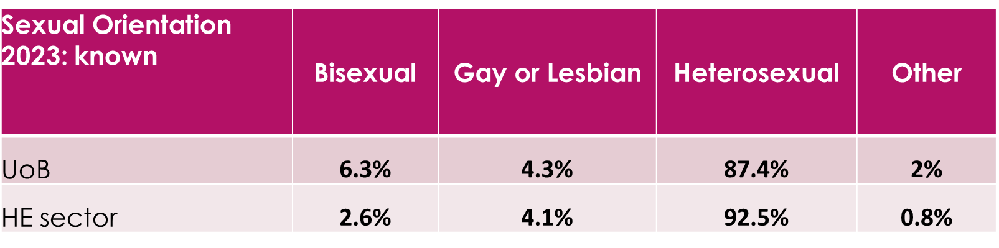 Sexual Orientation
2023: known
Bisexual Gay or Lesbian Heterosexual Other
UoB 6.3% 4.3% 87.4% 2%
HE sector 2.6% 4.1% 92.5% 0.8%